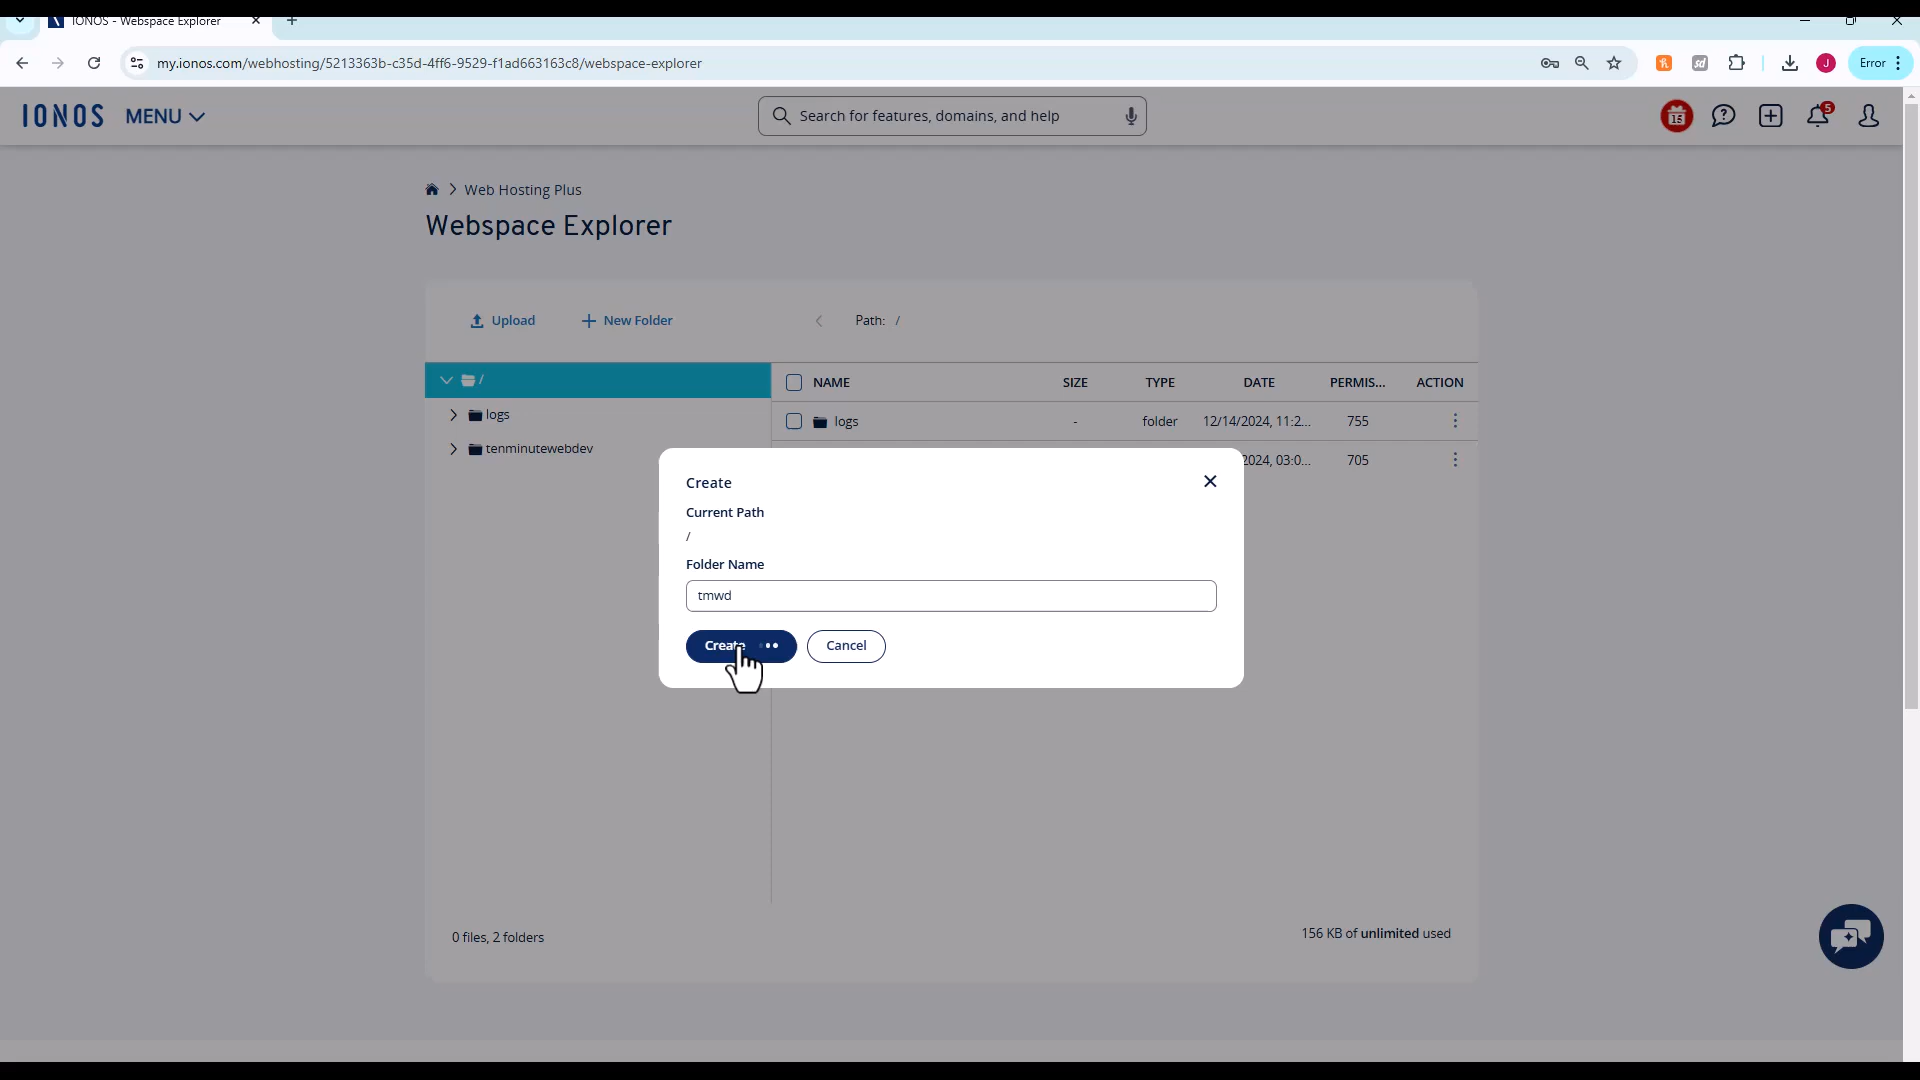 IONOS - Webspace Explorer
my.ionos.com/webhosting/5213363b-c35d-4ff6-9529-f1ad663163c8/webspace-explorer
sd
J
Error
IONOS
MENU
Search for features, domains, and help
15
5
Web Hosting Plus
Webspace Explorer
Upload
New Folder
Path: /
/
NAME
SIZE
TYPE
DATE
PERMIS...
ACTION
logs
logs
-
folder
12/14/2024, 11:2...
755
tenminutewebdev
2024, 03:0...
705
Create
Current Path
/
Folder Name
tmwd
Create
Cancel
0 files, 2 folders
156 KB of unlimited used